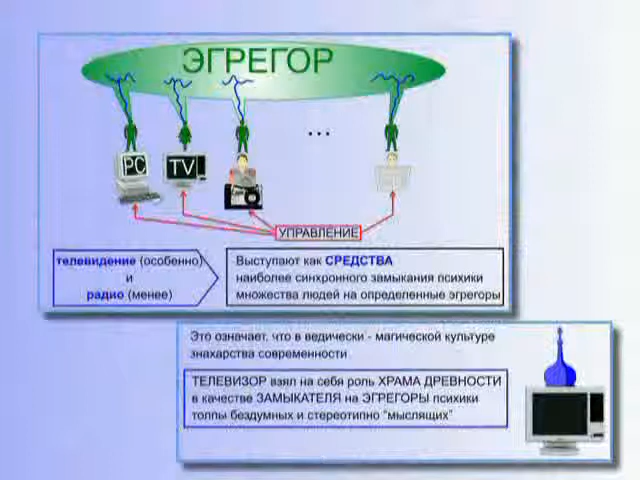 ЭГРЕГОР
...
PC TV
УПРАВЛЕНИЕ
телевидение (особенно)
и
радио (менее)
Выступают как СРЕДСТВА
наиболее синхронного замыкания психики
множества людей на определенные эгрегоры
Это означает, что в ведически - магической культуре
знахарства современности
ТЕЛЕВИЗОР взял на себя роль ХРАМА ДРЕВНОСТИ
в качестве ЗАМЫКАТЕЛЯ на ЭГРЕГОРЫ психики
толпы бездумных и стереотипно "мыслящих"